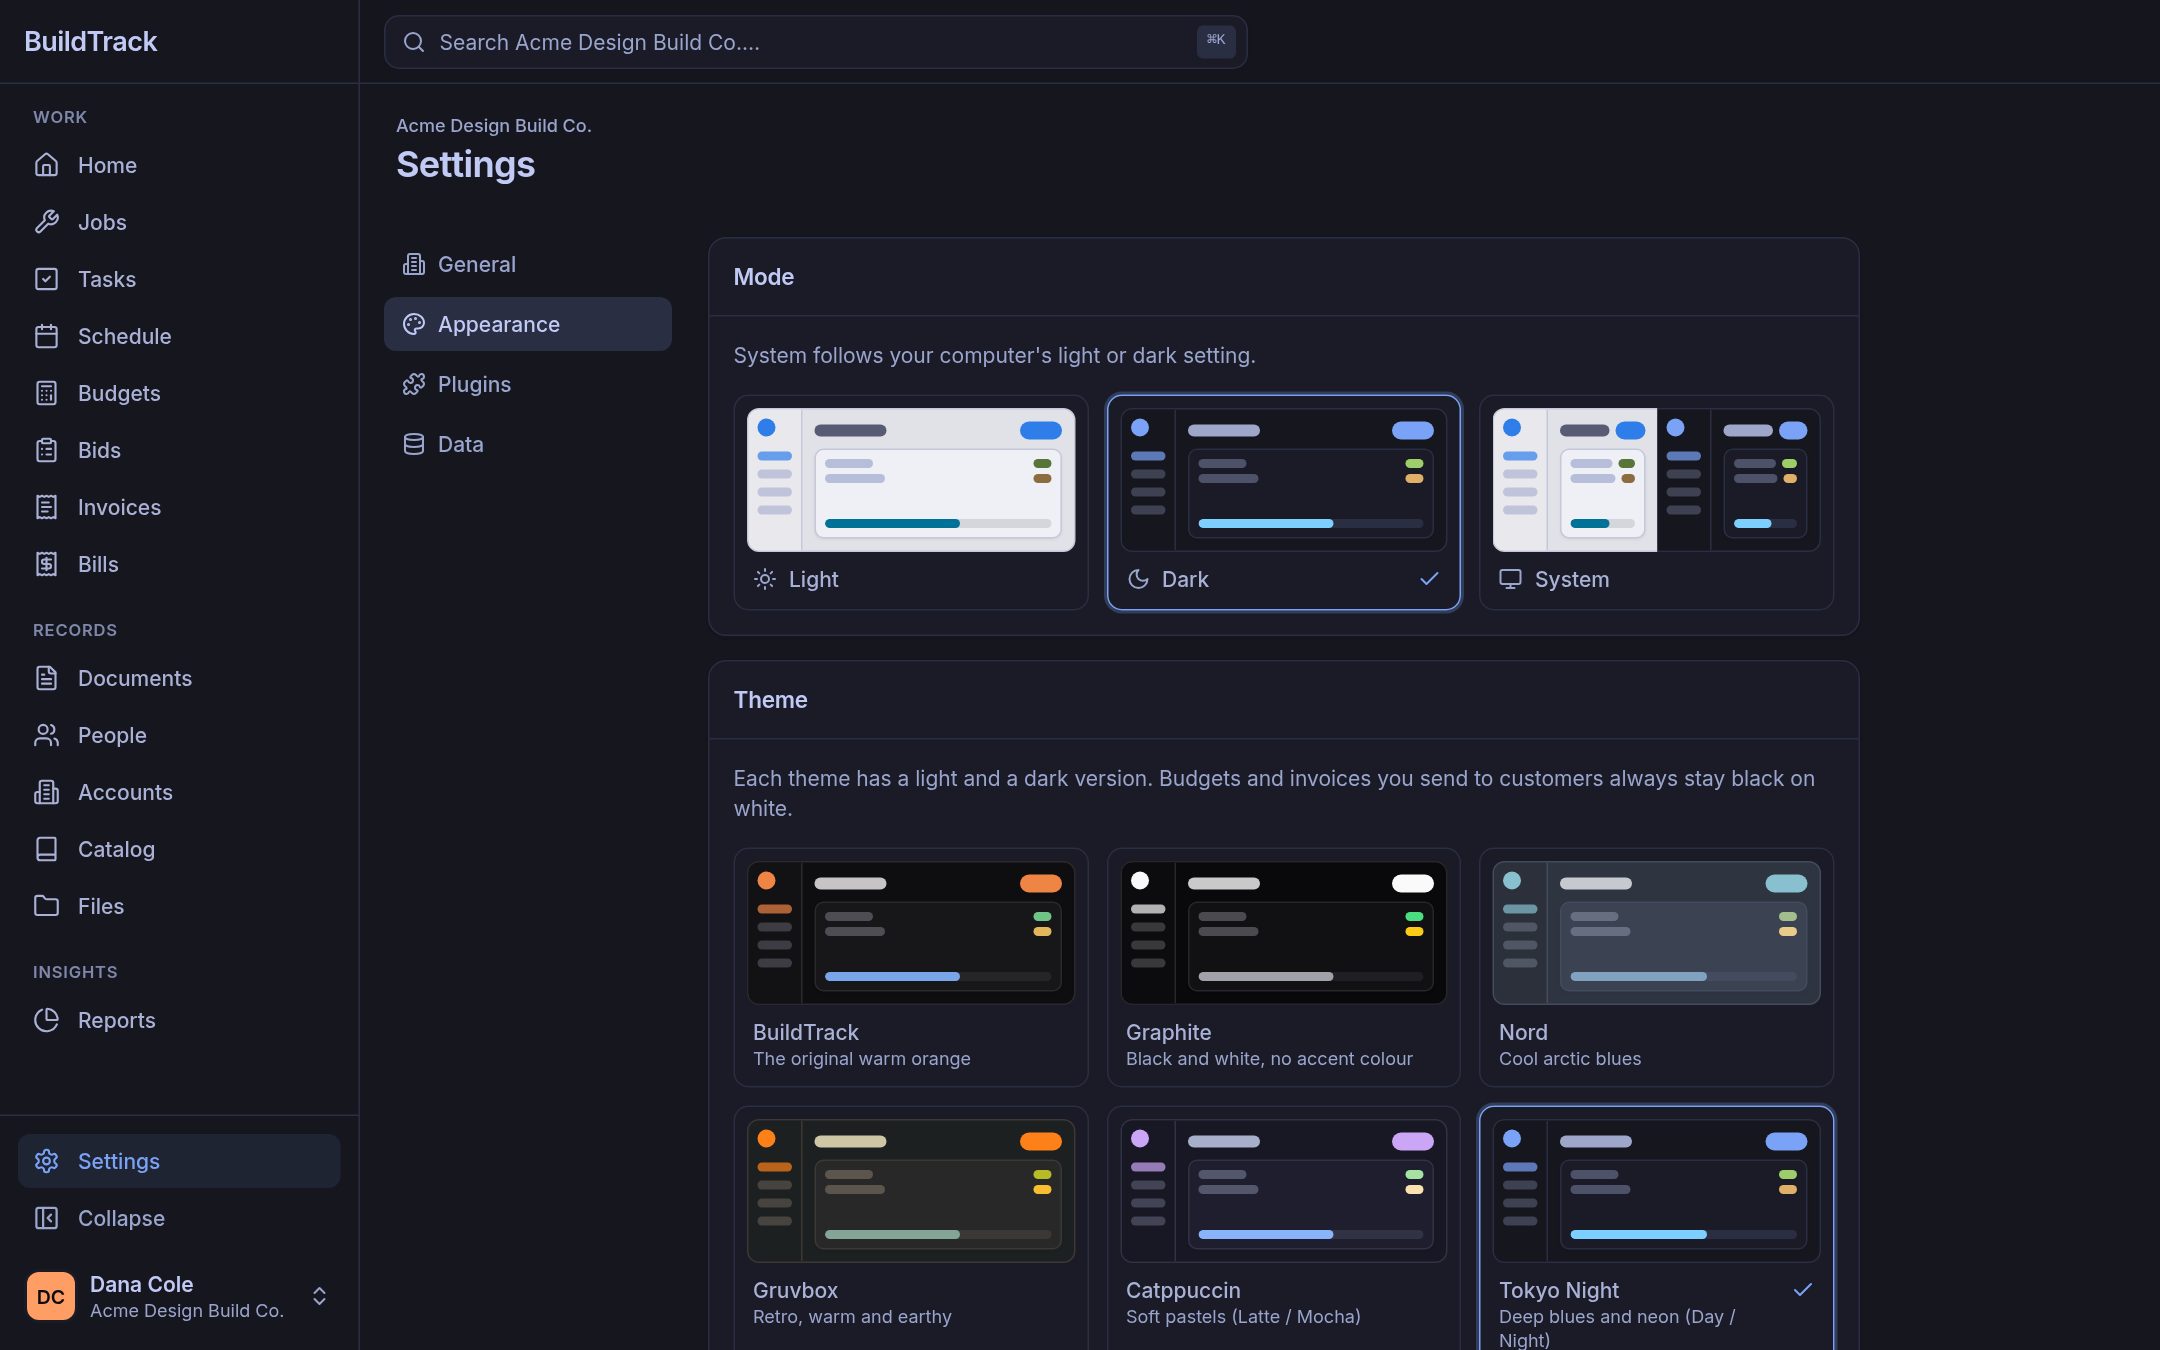 BuildTrack
Search Acme Design Build Co....
⌘K
WORK
Home
Jobs
Tasks
Schedule
Budgets
Bids
Invoices
Bills
RECORDS
Documents
People
Accounts
Catalog
Files
INSIGHTS
Reports
Settings
Collapse
DC
Dana Cole
Acme Design Build Co.
Acme Design Build Co.
Settings
General
Appearance
Plugins
Data
Mode
System follows your computer's light or dark setting.
Light
Dark
System
Theme
Each theme has a light and a dark version. Budgets and invoices you send to customers always stay black on
white.
BuildTrack
The original warm orange
Graphite
Black and white, no accent colour
Nord
Cool arctic blues
Gruvbox
Retro, warm and earthy
Catppuccin
Soft pastels (Latte / Mocha)
Tokyo Night
Deep blues and neon (Day /
Night)